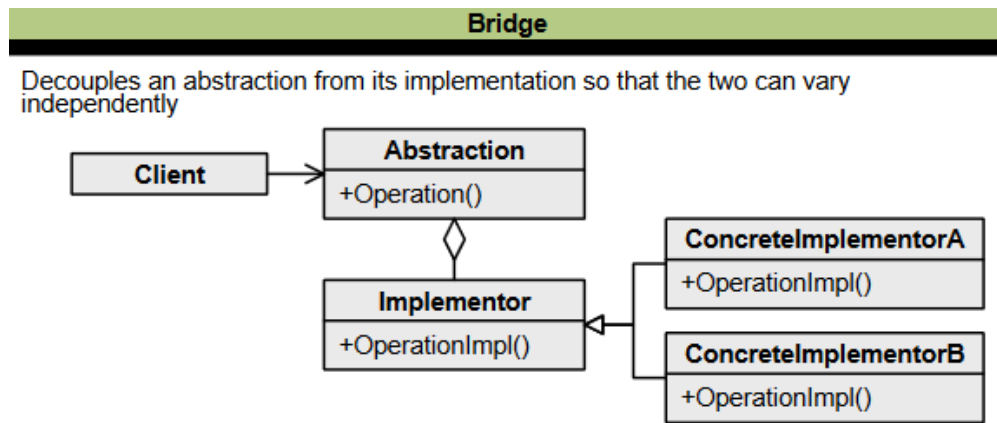 Bridge
Decouples an abstraction from its implementation so that the two can vary
independently
Client
Abstraction
+Operation()
Implementor
+OperationImpl()
ConcreteImplementorA
+OperationImpl()
ConcreteImplementorB
+OperationImpl()